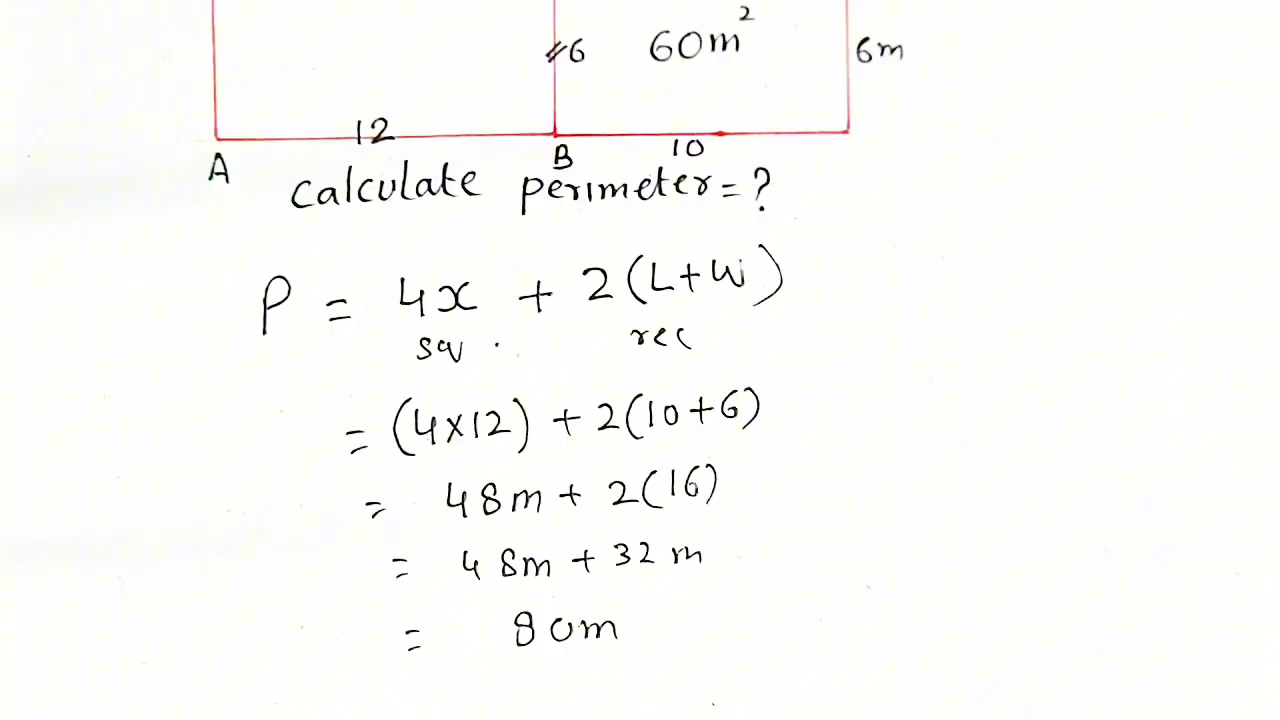 6 60m² 6m
12
A B 10
calculate perimeter = ?
P = 4x + 2(L+W)
sq. rec
= (4×12) + 2(10+6)
= 48m + 2(16)
= 48m + 32m
= 80m